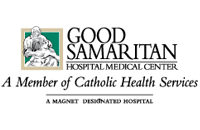 GOOD
SAMARITAN
HOSPITAL MEDICAL CENTER
A Member of Catholic Health Services
A MAGNET DESIGNATED HOSPITAL